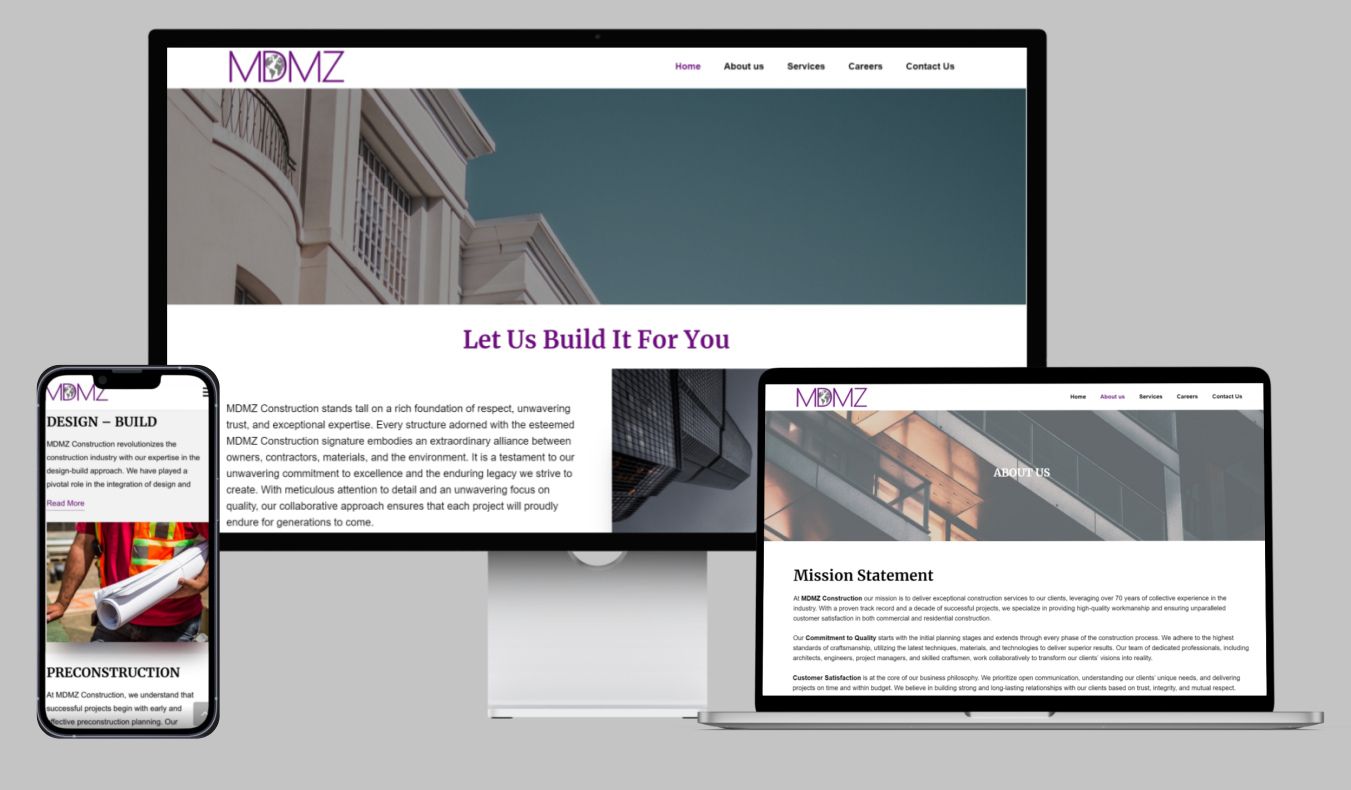 MDMZ
Home About us Services Careers Contact Us
Let Us Build It For You
MDMZ Construction stands tall on a rich foundation of respect, unwavering
trust, and exceptional expertise. Every structure adorned with the esteemed
MDMZ Construction signature embodies an extraordinary alliance between
owners, contractors, materials, and the environment. It is a testament to our
unwavering commitment to excellence and the enduring legacy we strive to
create. With meticulous attention to detail and an unwavering focus on
quality, our collaborative approach ensures that each project will proudly
endure for generations to come.
MDMZ
DESIGN – BUILD
MDMZ Construction revolutionizes the
construction industry with our expertise in the
design-build approach. We have played a
pivotal role in the integration of design and
Read More
PRECONSTRUCTION
At MDMZ Construction, we understand that
successful projects begin with early and
effective preconstruction planning. Our
MDMZ
Home About us Services Careers Contact Us
ABOUT US
Mission Statement
At MDMZ Construction our mission is to deliver exceptional construction services to our clients, leveraging over 70 years of collective experience in the
industry. With a proven track record and a decade of successful projects, we specialize in providing high-quality workmanship and ensuring unparalleled
customer satisfaction in both commercial and residential construction.
Our Commitment to Quality starts with the initial planning stages and extends through every phase of the construction process. We adhere to the highest
standards of craftsmanship, utilizing the latest techniques, materials, and technologies to deliver superior results. Our team of dedicated professionals, including
architects, engineers, project managers, and skilled craftsmen, work collaboratively to transform our clients' visions into reality.
Customer Satisfaction is at the core of our business philosophy. We prioritize open communication, understanding our clients' unique needs, and delivering
projects on time and within budget. We believe in building strong and long-lasting relationships with our clients based on trust, integrity, and mutual respect.